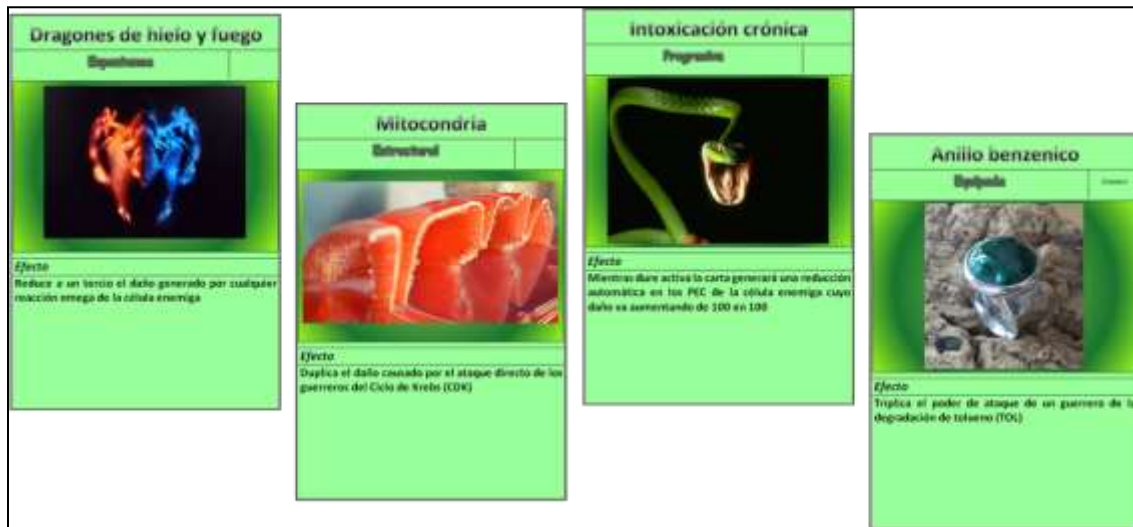 Dragones de hielo y fuego
Espontanea
Efecto
Reduce a un tercio el daño generado por cualquier
reacción omega de la célula enemiga
Mitocondria
Estructural
Efecto
Duplica el daño causado por el ataque directo de los
guerreros del Ciclo de Krebs (CDK)
Intoxicación crónica
Progresiva
Efecto
Mientras dure activa la carta generará una reducción
automática en los PEC de la célula enemiga cuyo
daño va aumentando de 100 en 100
Anillo benzenico
Equipada
Efecto
Triplica el poder de ataque de un guerrero de la
degradación de tolueno (TOL)